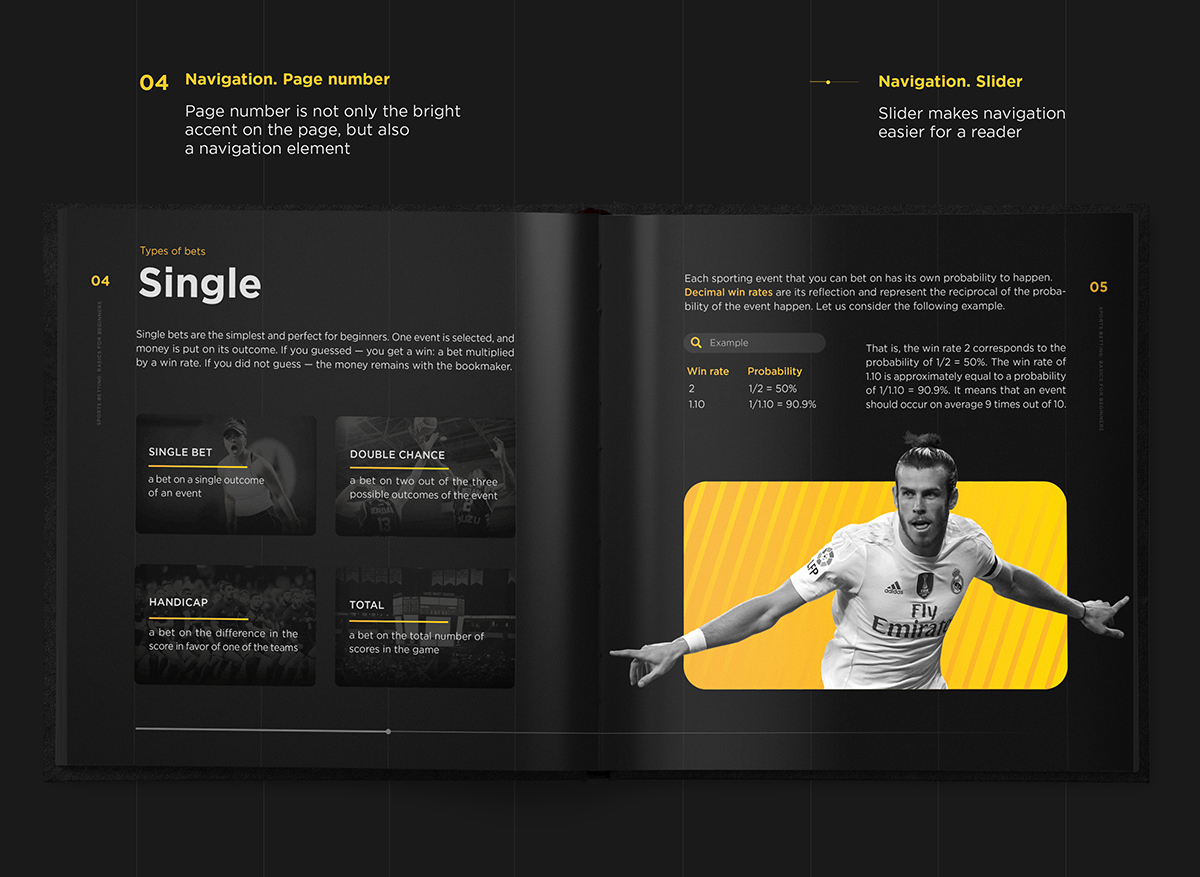 04 Navigation. Page number
Page number is not only the bright
accent on the page, but also
a navigation element
Navigation. Slider
Slider makes navigation
easier for a reader
04
SPORTS BETTING: BASICS FOR BEGINNERS
Types of bets
Single
Single bets are the simplest and perfect for beginners. One event is selected, and
money is put on its outcome. If you guessed — you get a win: a bet multiplied
by a win rate. If you did not guess — the money remains with the bookmaker.
SINGLE BET
a bet on a single outcome
of an event
DOUBLE CHANCE
a bet on two out of the three
possible outcomes of the event
13
HANDICAP
a bet on the difference in the
score in favor of one of the teams
TOTAL
a bet on the total number of
scores in the game
Each sporting event that you can bet on has its own probability to happen.
Decimal win rates are its reflection and represent the reciprocal of the proba-
bility of the event happen. Let us consider the following example.
05
SPORTS BETTING: BASICS FOR BEGINNERS
Example
Win rate Probability
2 1/2 = 50%
1.10 1/1.10 = 90.9%
That is, the win rate 2 corresponds to the
probability of 1/2 = 50%. The win rate of
1.10 is approximately equal to a probability
of 1/1.10 = 90.9%. It means that an event
should occur on average 9 times out of 10.
LFP
adidas
Fly
Emirates